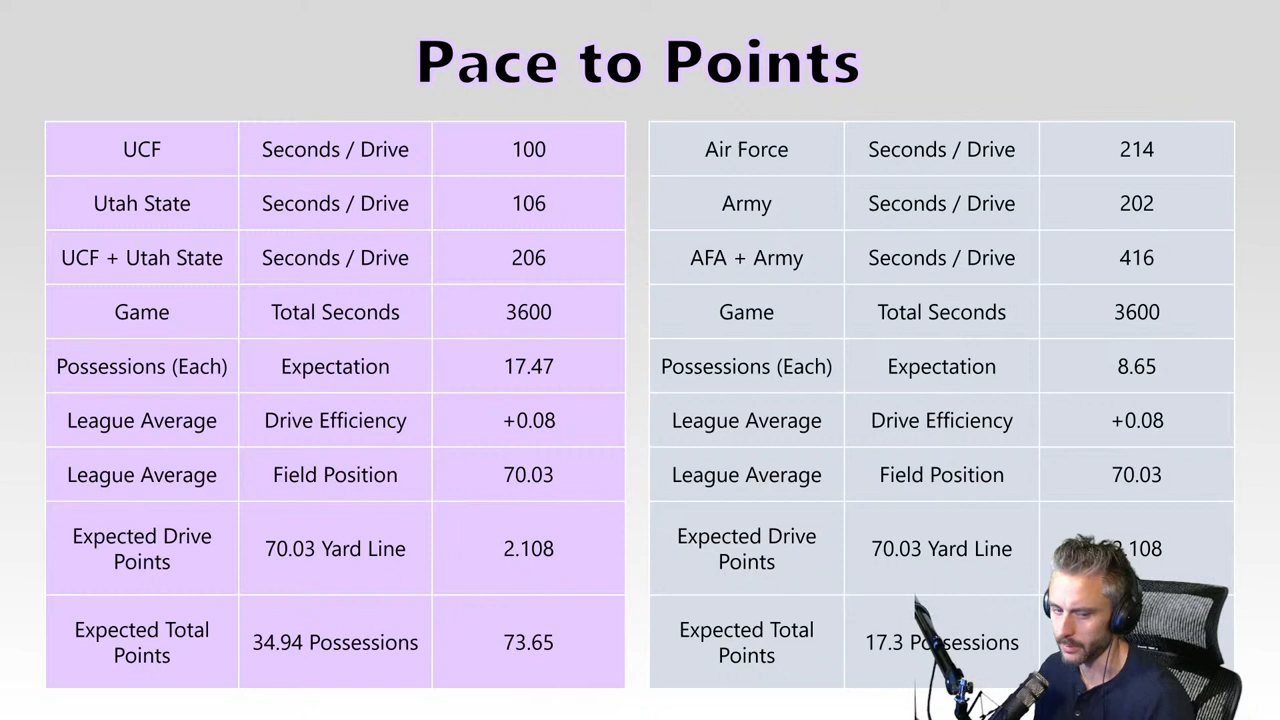 Pace to Points
UCF Seconds / Drive 100
Utah State Seconds / Drive 106
UCF + Utah State Seconds / Drive 206
Game Total Seconds 3600
Possessions (Each) Expectation 17.47
League Average Drive Efficiency +0.08
League Average Field Position 70.03
Expected Drive
Points 70.03 Yard Line 2.108
Expected Total
Points 34.94 Possessions 73.65
Air Force Seconds / Drive 214
Army Seconds / Drive 202
AFA + Army Seconds / Drive 416
Game Total Seconds 3600
Possessions (Each) Expectation 8.65
League Average Drive Efficiency +0.08
League Average Field Position 70.03
Expected Drive
Points 70.03 Yard Line 2.108
Expected Total
Points 17.3 Possessions